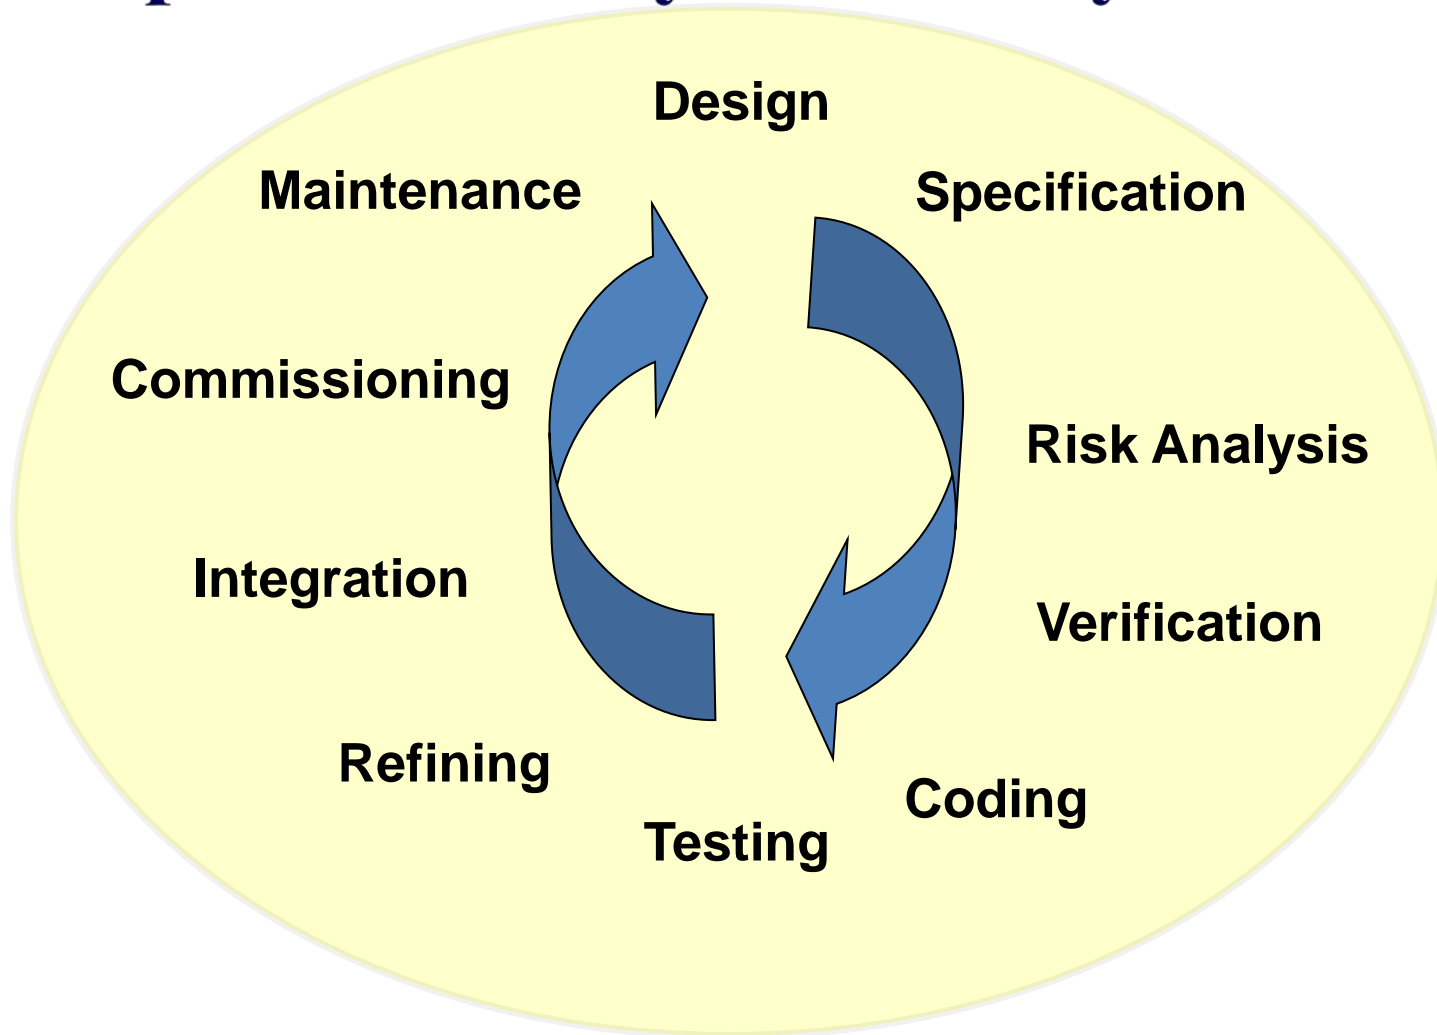 Design
Maintenance
Specification
Commissioning
Risk Analysis
Integration
Verification
Refining
Coding
Testing